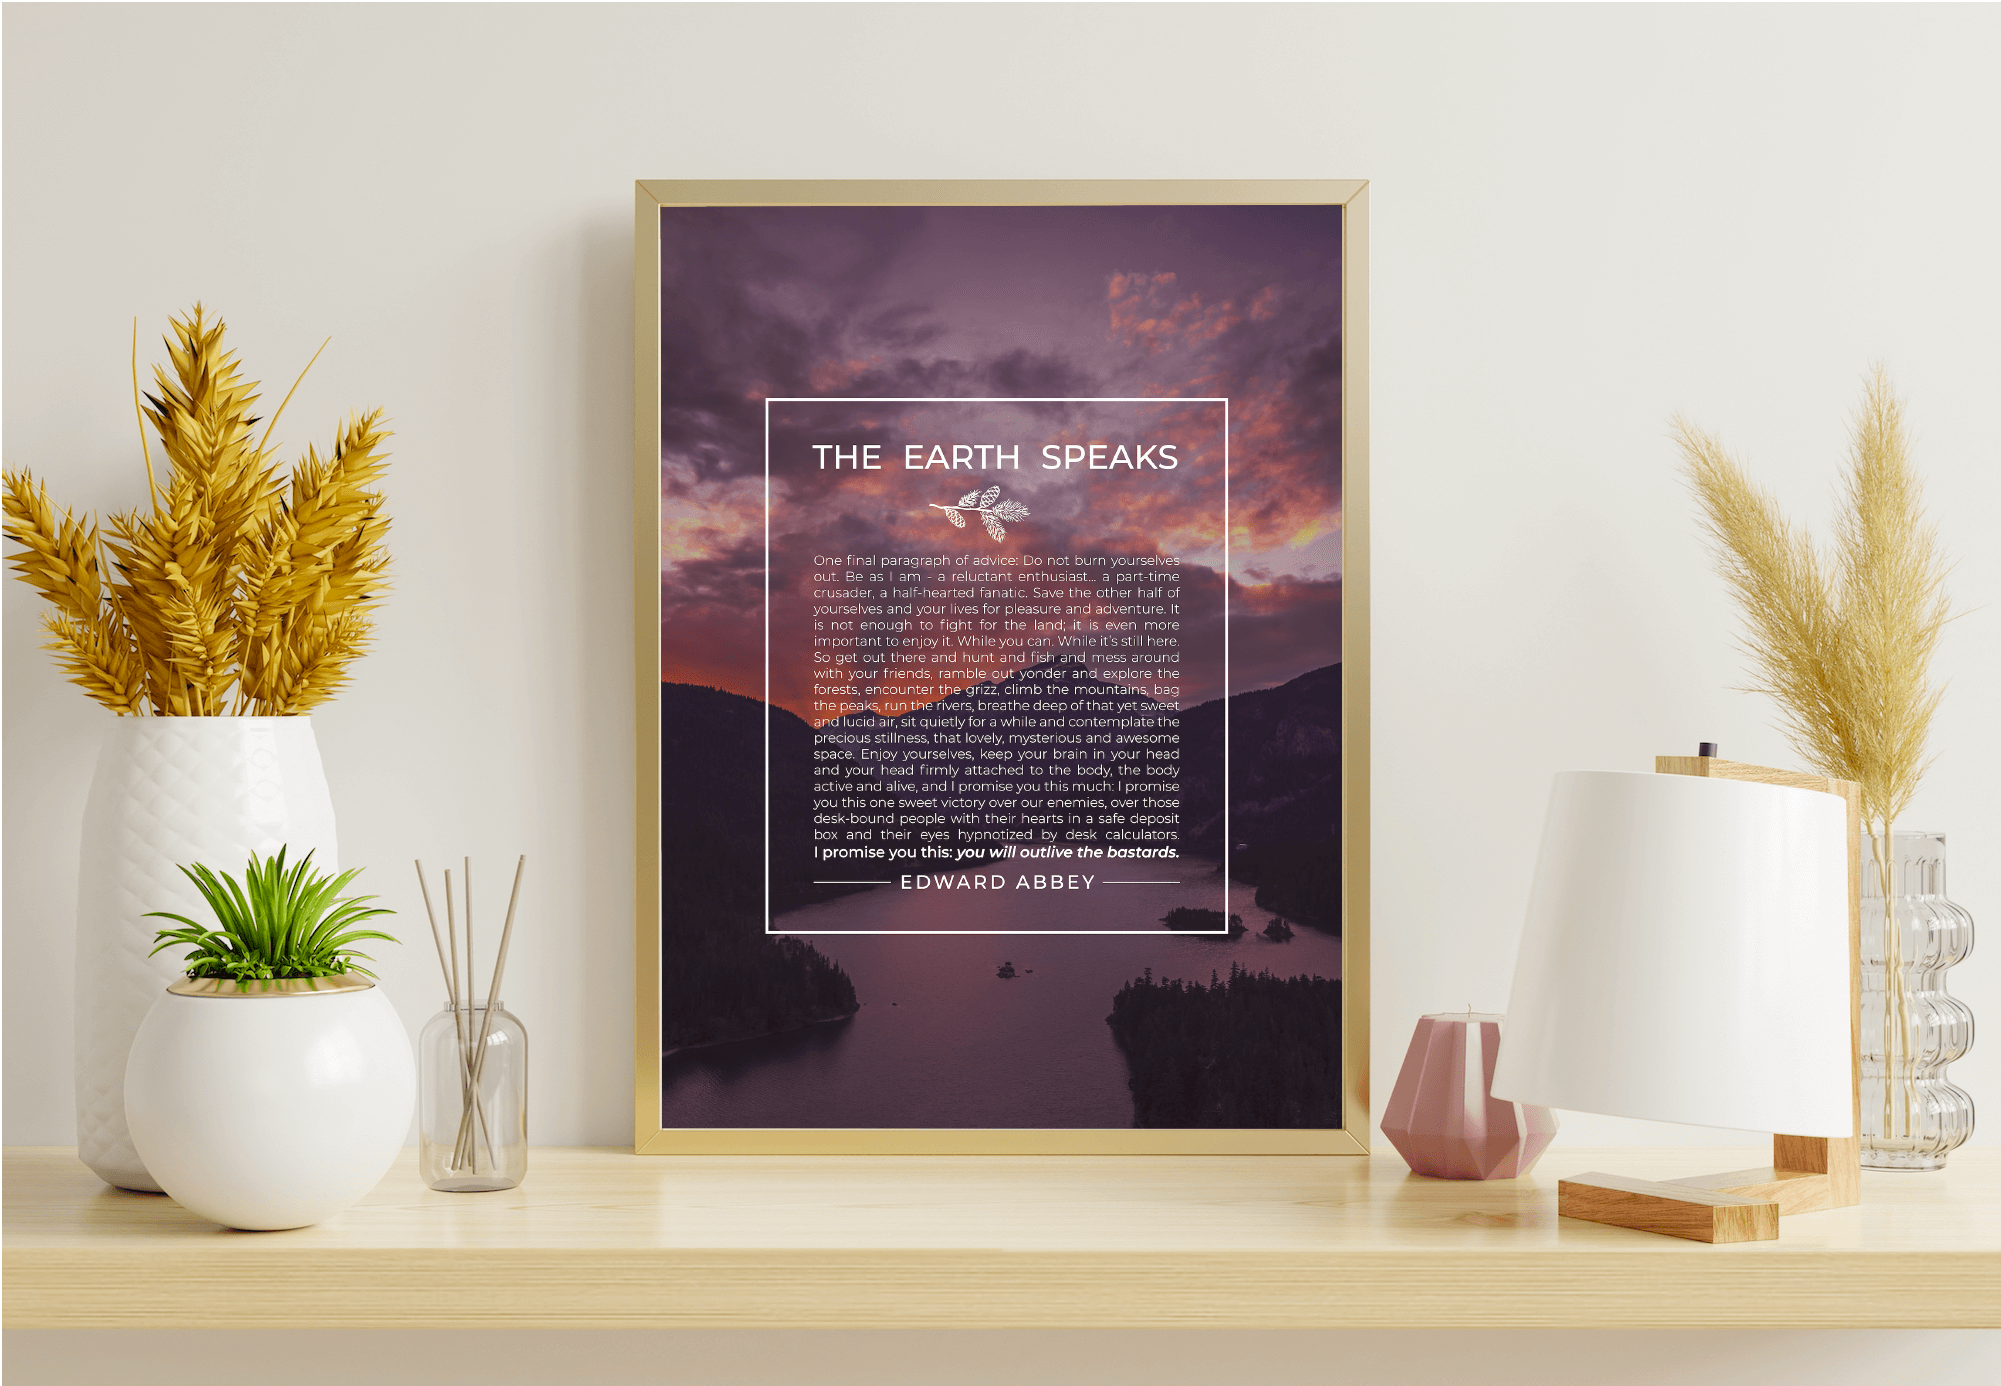 THE EARTH SPEAKS
One final paragraph of advice: Do not burn yourselves
out. Be as I am - a reluctant enthusiast... a part-time
crusader, a half-hearted fanatic. Save the other half of
yourselves and your lives for pleasure and adventure. It
is not enough to fight for the land; it is even more
important to enjoy it. While you can. While it's still here.
So get out there and hunt and fish and mess around
with your friends, ramble out yonder and explore the
forests, encounter the grizz, climb the mountains, bag
the peaks, run the rivers, breathe deep of that yet sweet
and lucid air, sit quietly for a while and contemplate the
precious stillness, that lovely, mysterious and awesome
space. Enjoy yourselves, keep your brain in your head
and your head firmly attached to the body, the body
active and alive, and I promise you this much: I promise
you this one sweet victory over our enemies, over those
desk-bound people with their hearts in a safe deposit
box and their eyes hypnotized by desk calculators.
I promise you this: you will outlive the bastards.
EDWARD ABBEY